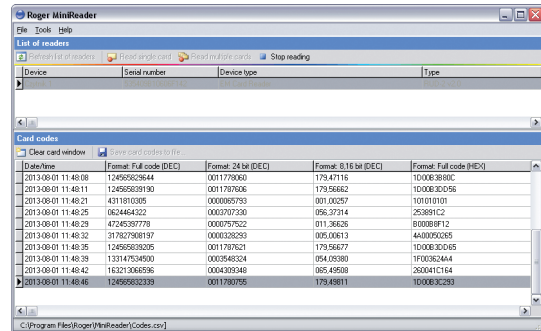 Roger MiniReader
File Tools Help
List of readers
Refresh list of readers Read single card Read multiple cards Stop reading
Device Serial number Device type Type
Card codes
Clear card window Save card codes to file
Date/time Format: Full code (DEC) Format: 24 bit (DEC) Format: 8,16 bit (DEC) Format: Full code (HEX)
2013-08-01 11:48:08 124565829644 0011778060 179,47116 1D00B3B80C
2013-08-01 11:48:11 124565839190 0011787606 179,56662 1D00B3DD56
2013-08-01 11:48:21 4311810305 0000065793 001,00257 101010101
2013-08-01 11:48:25 0624464322 0003707330 056,37314 253891C2
2013-08-01 11:48:29 47245397778 0000757522 011,36626 B000B8F12
2013-08-01 11:48:32 317827908197 0000328293 005,00613 4A00050265
2013-08-01 11:48:35 124565839205 0011787621 179,56677 1D00B3DD65
2013-08-01 11:48:39 133147534500 0003548324 054,09380 1F003624A4
2013-08-01 11:48:42 163213066596 0004309348 065,49508 260041C164
2013-08-01 11:48:46 124565832339 0011780755 179,49811 1D00B3C293
C:\Program Files\Roger\MiniReader\Codes.csv]